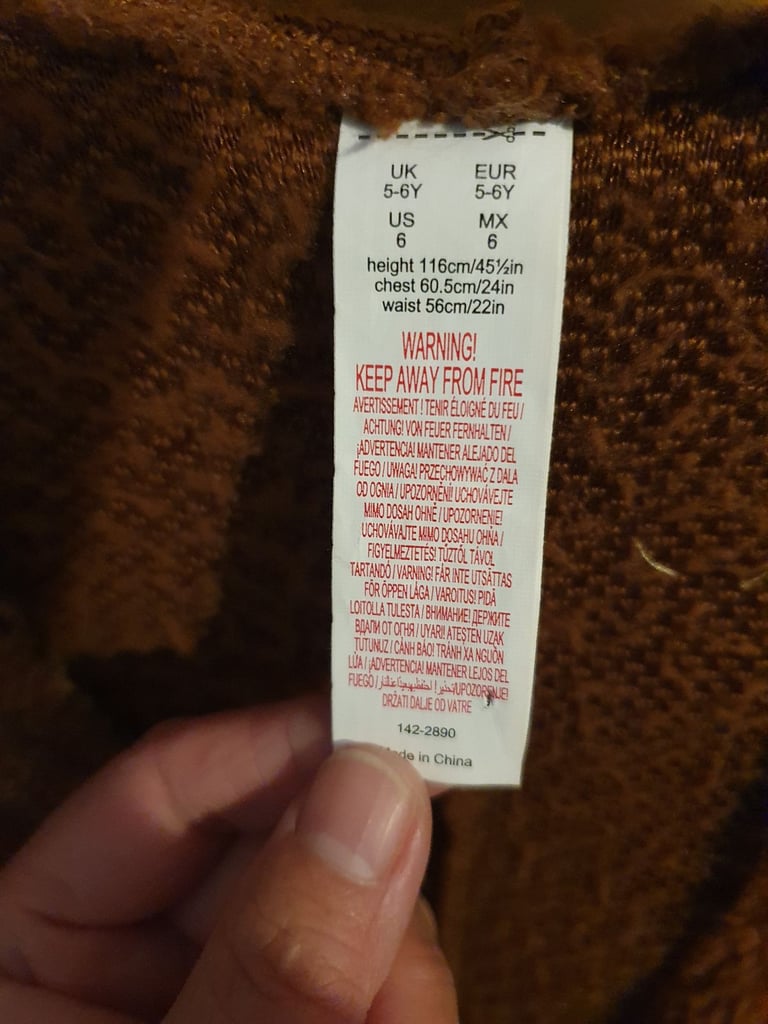 UK EUR
5-6Y 5-6Y
US MX
6 6
height 116cm/45½in
chest 60.5cm/24in
waist 56cm/22in
WARNING!
KEEP AWAY FROM FIRE
AVERTISSEMENT ! TENIR ÉLOIGNÉ DU FEU /
ACHTUNG! VON FEUER FERNHALTEN /
¡ADVERTENCIA! MANTENER ALEJADO DEL
FUEGO / UWAGA! PRZECHOWYWAĆ Z DALA
OD OGNIA / UPOZORNĚNÍ! UCHOVÁVEJTE
MIMO DOSAH OHNĚ / UPOZORNENIE!
UCHOVÁVAJTE MIMO DOSAHU OHŇA /
FIGYELMEZTETÉS! TŰZTŐL TÁVOL
TARTANDÓ / VARNING! FÅR INTE UTSÄTTAS
FÖR ÖPPEN LÅGA / VAROITUS! PIDÄ
LOITOLLA TULESTA / ВНИМАНИЕ! ДЕРЖИТЕ
ВДАЛИ ОТ ОГНЯ / UYARI! ATEŞTEN UZAK
TUTUNUZ / CẢNH BÁO! TRÁNH XA NGUỒN
LỬA / ¡ADVERTENCIA! MANTENER LEJOS DEL
FUEGO /
DRŽATI DALJE OD VATRE
142-2890
in China